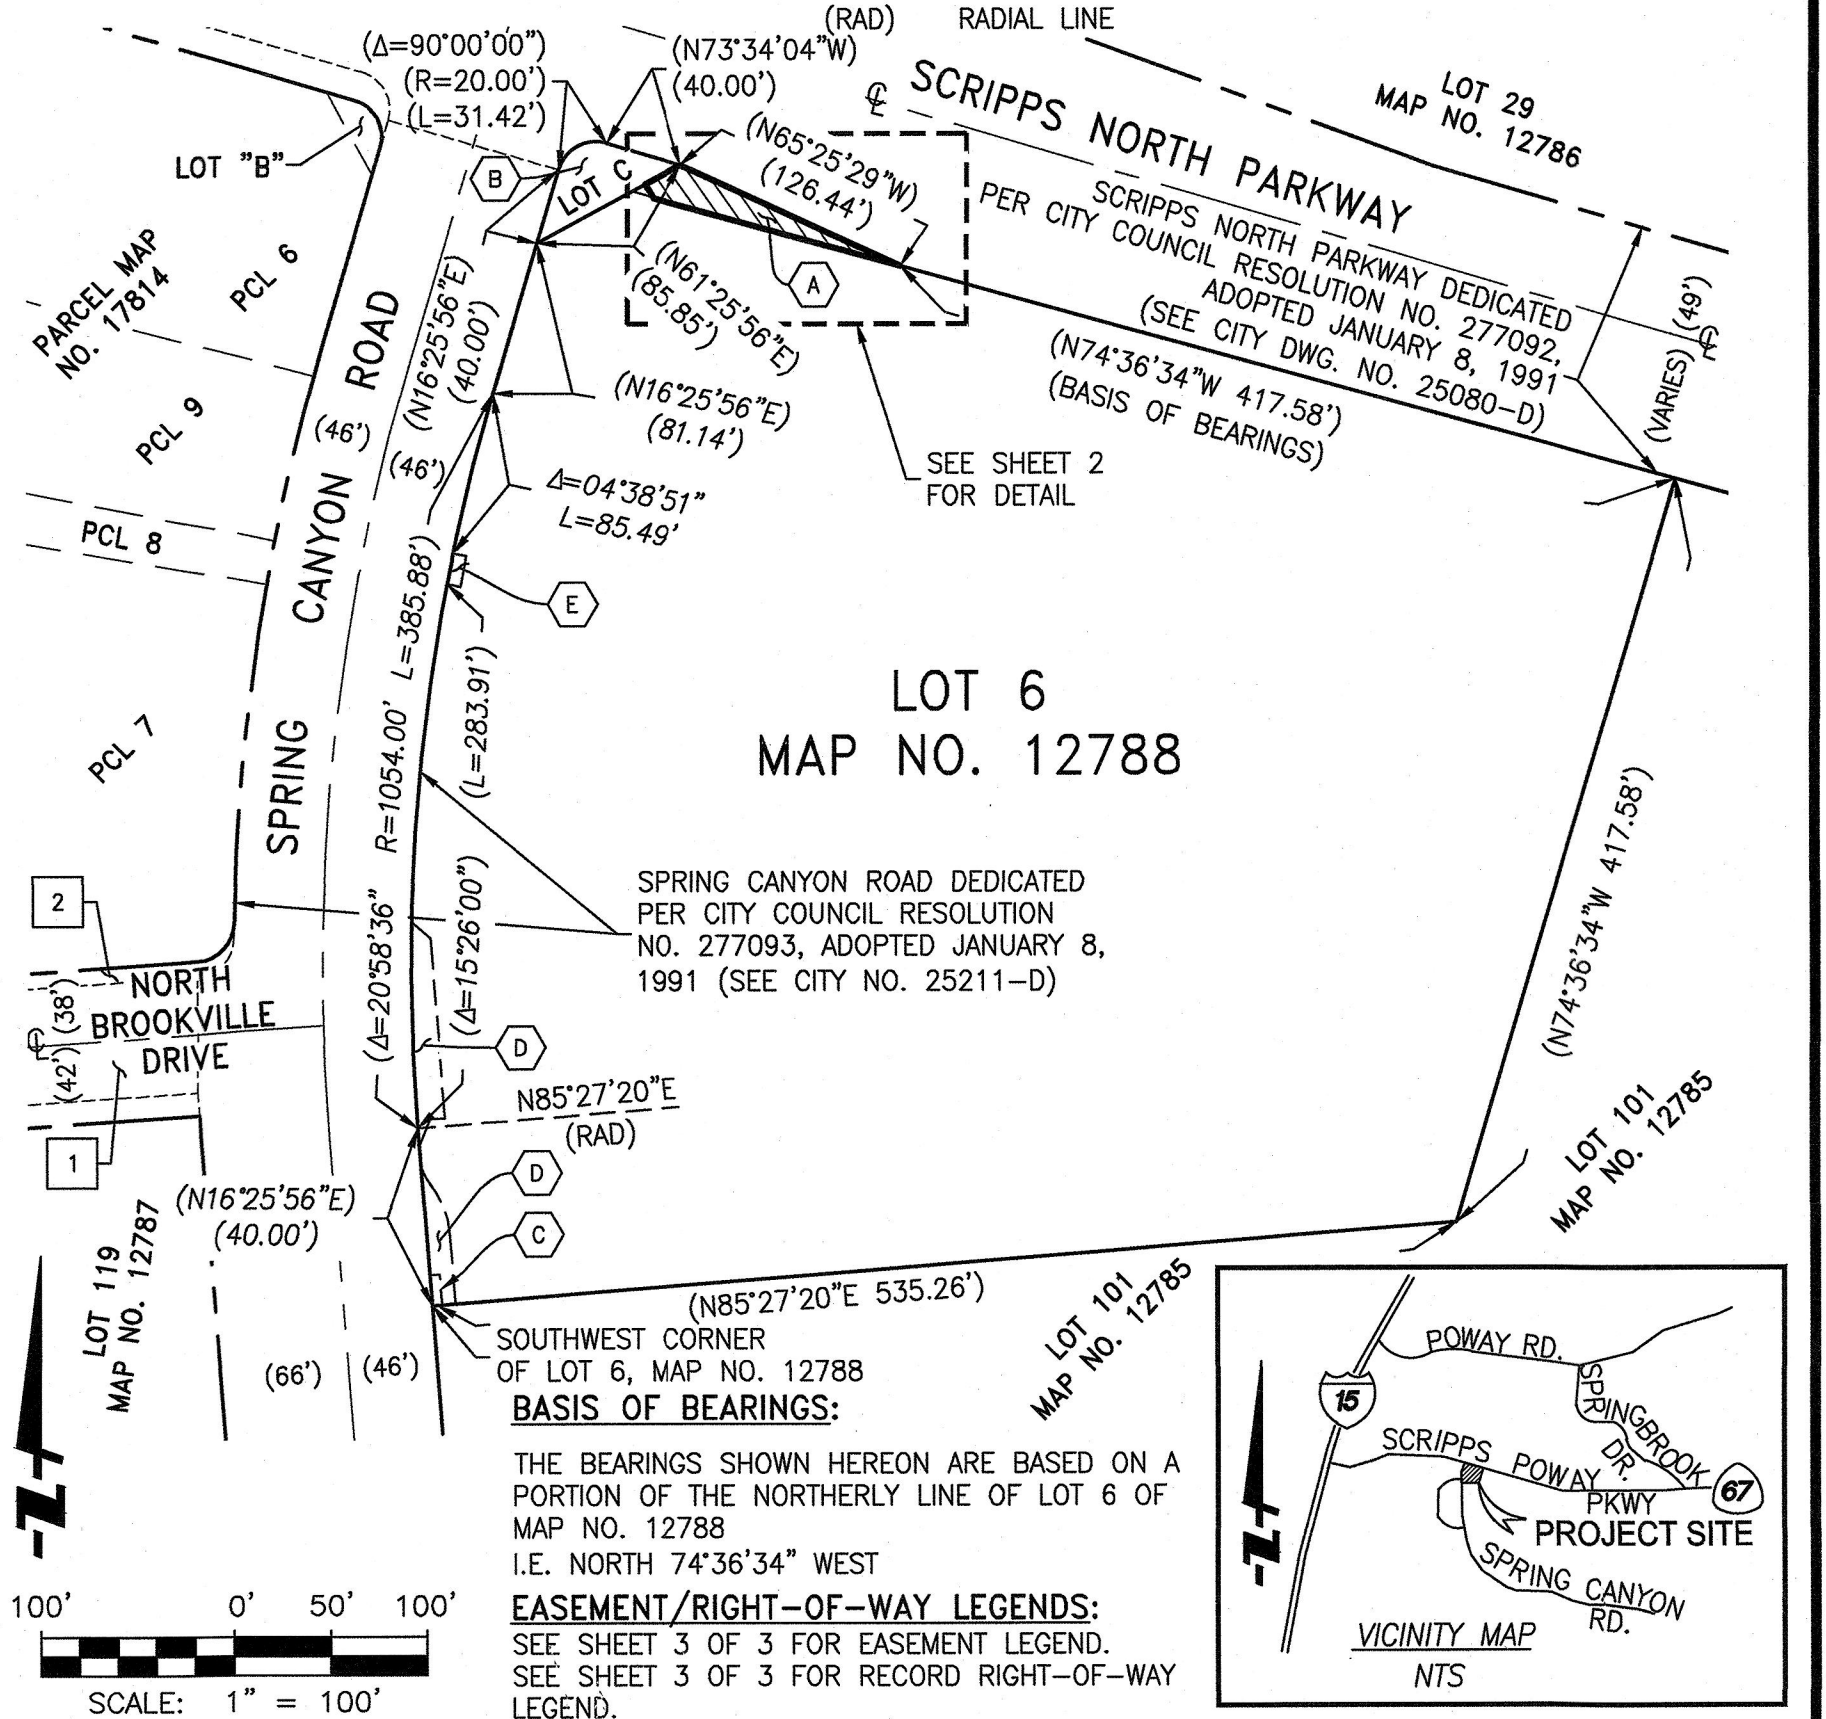 (RAD) RADIAL LINE
(Δ=90°00'00")
(R=20.00')
(L=31.42')
(N73°34'04"W)
(40.00')
LOT 29
MAP NO. 12786
℄ SCRIPPS NORTH PARKWAY
SCRIPPS NORTH PARKWAY DEDICATED
PER CITY COUNCIL RESOLUTION NO. 277092,
ADOPTED JANUARY 8, 1991
(SEE CITY DWG. NO. 25080-D)
(N65°25'29"W)
(126.44')
LOT "B"
B
LOT C
A
(N61°25'56"E)
(85.85')
PARCEL MAP
NO. 17814
PCL 6
PCL 9
PCL 8
PCL 7
(N16°25'56"E)
(40.00')
(49')
℄
(VARIES)
(N74°36'34"W 417.58')
(BASIS OF BEARINGS)
(N16°25'56"E)
(81.14')
(46')
(46')
SEE SHEET 2
FOR DETAIL
Δ=04°38'51"
L=85.49'
E
SPRING CANYON ROAD
(Δ=20°58'36" R=1054.00' L=385.88')
(L=283.91')
(Δ=15°26'00")
LOT 6
MAP NO. 12788
(N74°36'34"W 417.58')
SPRING CANYON ROAD DEDICATED
PER CITY COUNCIL RESOLUTION
NO. 277093, ADOPTED JANUARY 8,
1991 (SEE CITY NO. 25211-D)
2
NORTH
BROOKVILLE
DRIVE
(38')
℄
(42')
1
D
N85°27'20"E
(RAD)
D
C
(N16°25'56"E)
(40.00')
LOT 119
MAP NO. 12787
LOT 101
MAP NO. 12785
(N85°27'20"E 535.26')
LOT 101
MAP NO. 12785
(66')
(46')
SOUTHWEST CORNER
OF LOT 6, MAP NO. 12788
BASIS OF BEARINGS:
THE BEARINGS SHOWN HEREON ARE BASED ON A
PORTION OF THE NORTHERLY LINE OF LOT 6 OF
MAP NO. 12788
I.E. NORTH 74°36'34" WEST
EASEMENT/RIGHT-OF-WAY LEGENDS:
SEE SHEET 3 OF 3 FOR EASEMENT LEGEND.
SEE SHEET 3 OF 3 FOR RECORD RIGHT-OF-WAY
LEGEND.
N
100' 0' 50' 100'
SCALE: 1" = 100'
POWAY RD.
15
SPRINGBROOK
DR.
SCRIPPS POWAY
PKWY
67
PROJECT SITE
SPRING CANYON
RD.
N
VICINITY MAP
NTS